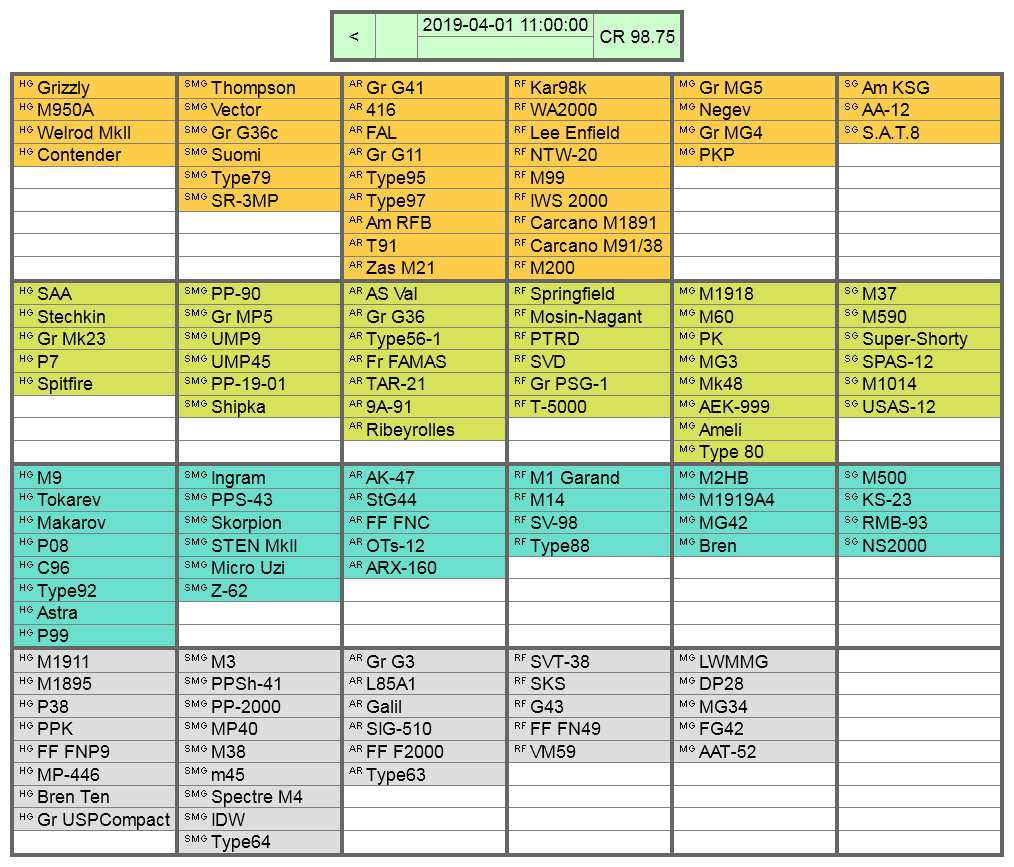 < 2019-04-01 11:00:00 CR 98.75
HG Grizzly SMG Thompson AR Gr G41 RF Kar98k MG Gr MG5 SG Am KSG
HG M950A SMG Vector AR 416 RF WA2000 MG Negev SG AA-12
HG Welrod MkII SMG Gr G36c AR FAL RF Lee Enfield MG Gr MG4 SG S.A.T.8
HG Contender SMG Suomi AR Gr G11 RF NTW-20 MG PKP
SMG Type79 AR Type95 RF M99
SMG SR-3MP AR Type97 RF IWS 2000
AR Am RFB RF Carcano M1891
AR T91 RF Carcano M91/38
AR Zas M21 RF M200
HG SAA SMG PP-90 AR AS Val RF Springfield MG M1918 SG M37
HG Stechkin SMG Gr MP5 AR Gr G36 RF Mosin-Nagant MG M60 SG M590
HG Gr Mk23 SMG UMP9 AR Type56-1 RF PTRD MG PK SG Super-Shorty
HG P7 SMG UMP45 AR Fr FAMAS RF SVD MG MG3 SG SPAS-12
HG Spitfire SMG PP-19-01 AR TAR-21 RF Gr PSG-1 MG Mk48 SG M1014
SMG Shipka AR 9A-91 RF T-5000 MG AEK-999 SG USAS-12
AR Ribeyrolles MG Ameli
MG Type 80
HG M9 SMG Ingram AR AK-47 RF M1 Garand MG M2HB SG M500
HG Tokarev SMG PPS-43 AR StG44 RF M14 MG M1919A4 SG KS-23
HG Makarov SMG Skorpion AR FF FNC RF SV-98 MG MG42 SG RMB-93
HG P08 SMG STEN MkII AR OTs-12 RF Type88 MG Bren SG NS2000
HG C96 SMG Micro Uzi AR ARX-160
HG Type92 SMG Z-62
HG Astra
HG P99
HG M1911 SMG M3 AR Gr G3 RF SVT-38 MG LWMMG
HG M1895 SMG PPSh-41 AR L85A1 RF SKS MG DP28
HG P38 SMG PP-2000 AR Galil RF G43 MG MG34
HG PPK SMG MP40 AR SIG-510 RF FF FN49 MG FG42
HG FF FNP9 SMG M38 AR FF F2000 RF VM59 MG AAT-52
HG MP-446 SMG m45 AR Type63
HG Bren Ten SMG Spectre M4
HG Gr USPCompact SMG IDW
SMG Type64